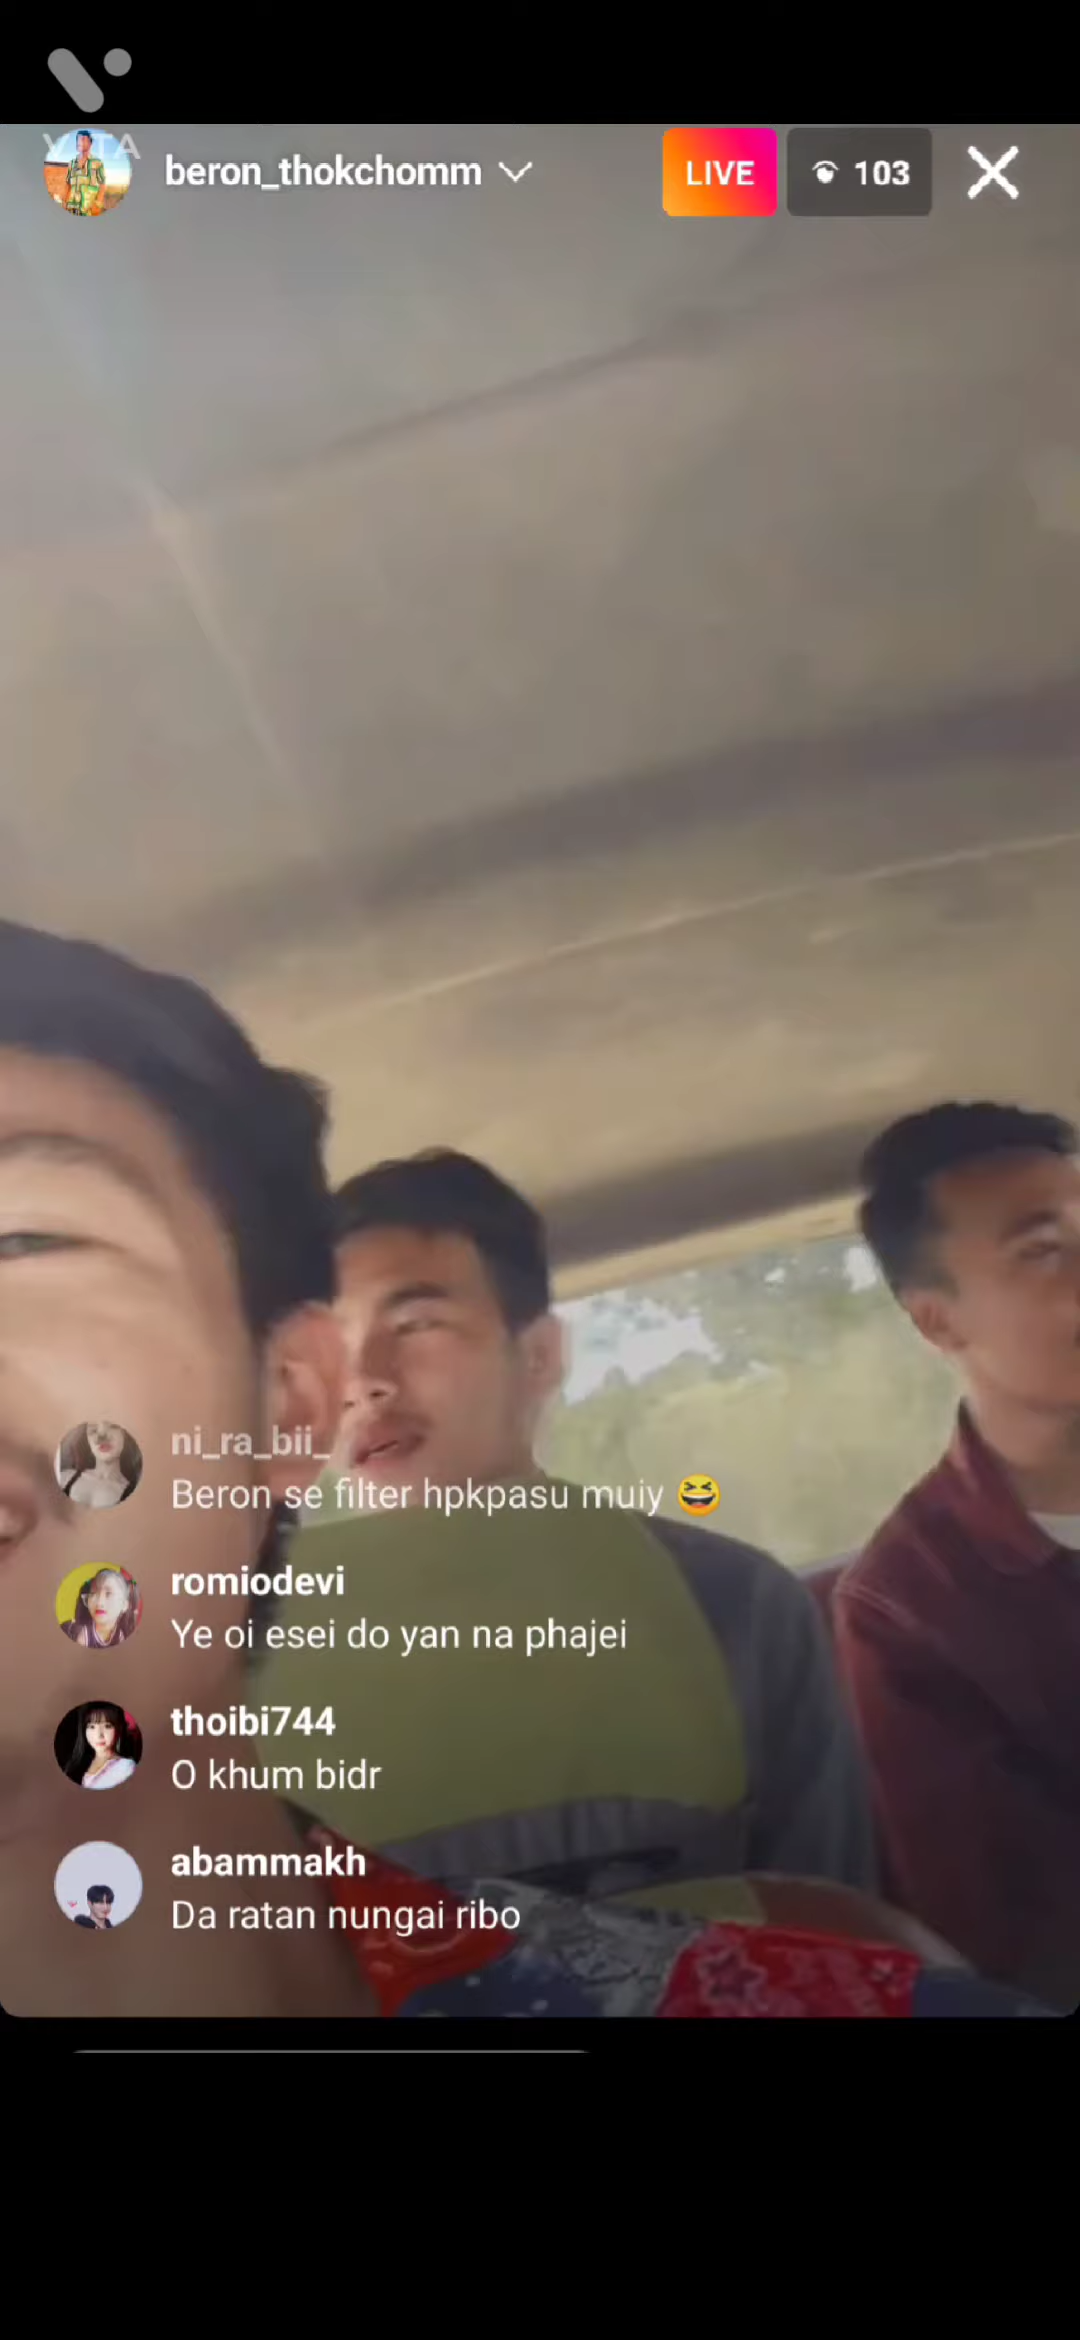 VITA
beron_thokchomm
LIVE
103
ni_ra_bii_
Beron se filter hpkpasu muiy 😆
romiodevi
Ye oi esei do yan na phajei
thoibi744
O khum bidr
abammakh
Da ratan nungai ribo